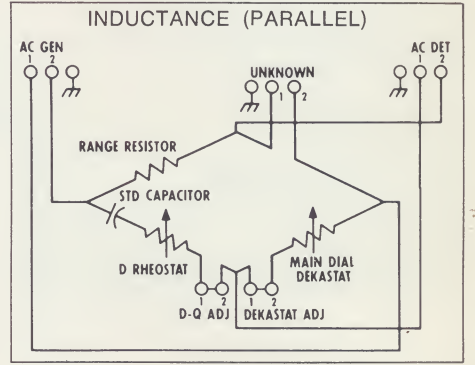 INDUCTANCE (PARALLEL)
AC GEN
1 2
AC DET
1 2
UNKNOWN
1 2
RANGE RESISTOR
STD CAPACITOR
D RHEOSTAT
MAIN DIAL
DEKASTAT
1 2 1 2
D-Q ADJ DEKASTAT ADJ